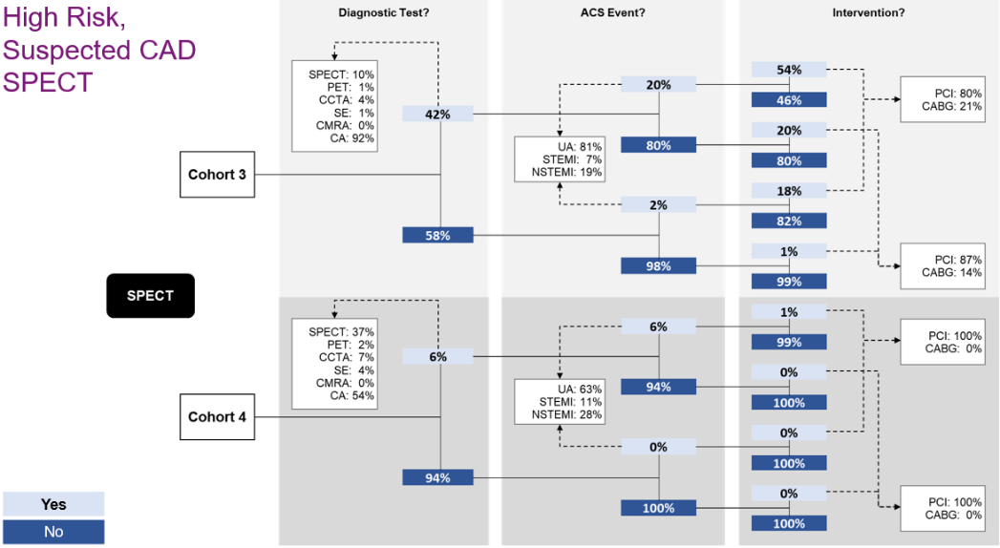 High Risk,
Suspected CAD
SPECT
Diagnostic Test?
ACS Event?
Intervention?
SPECT: 10%
PET: 1%
CCTA: 4%
SE: 1%
CMRA: 0%
CA: 92%
42%
58%
Cohort 3
20%
80%
UA: 81%
STEMI: 7%
NSTEMI: 19%
2%
98%
54%
46%
20%
80%
18%
82%
1%
99%
PCI: 80%
CABG: 21%
PCI: 87%
CABG: 14%
SPECT
SPECT: 37%
PET: 2%
CCTA: 7%
SE: 4%
CMRA: 0%
CA: 54%
6%
94%
Cohort 4
6%
94%
UA: 63%
STEMI: 11%
NSTEMI: 28%
0%
100%
1%
99%
0%
100%
0%
100%
0%
100%
PCI: 100%
CABG: 0%
PCI: 100%
CABG: 0%
Yes
No